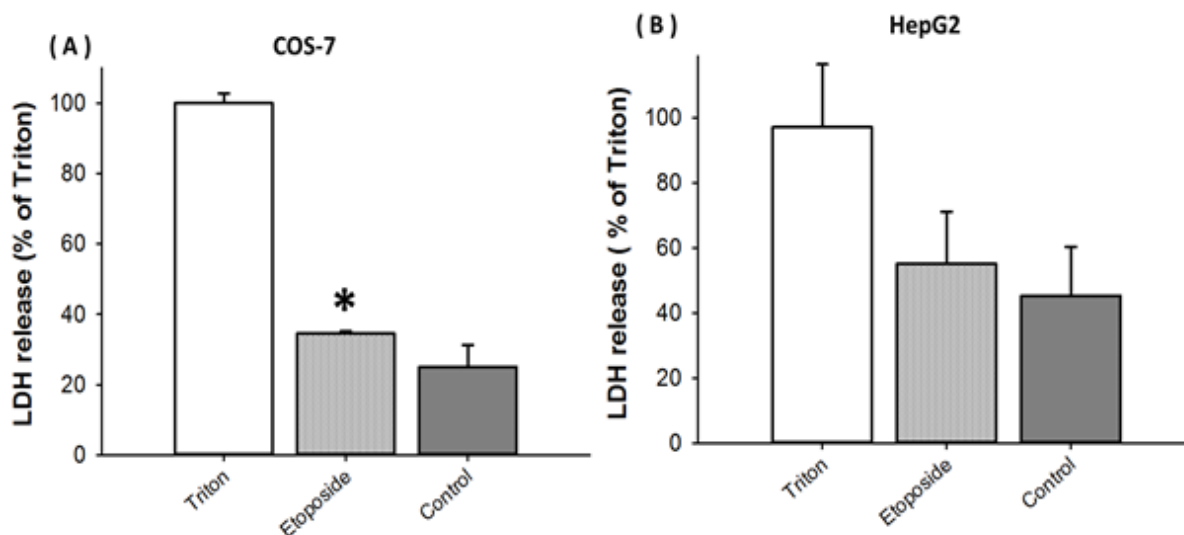 ( A )
COS-7
LDH release (% of Triton)
100
80
60
40
20
0
*
Triton
Etoposide
Control
( B )
HepG2
LDH release ( % of Triton)
100
80
60
40
20
0
Triton
Etoposide
Control